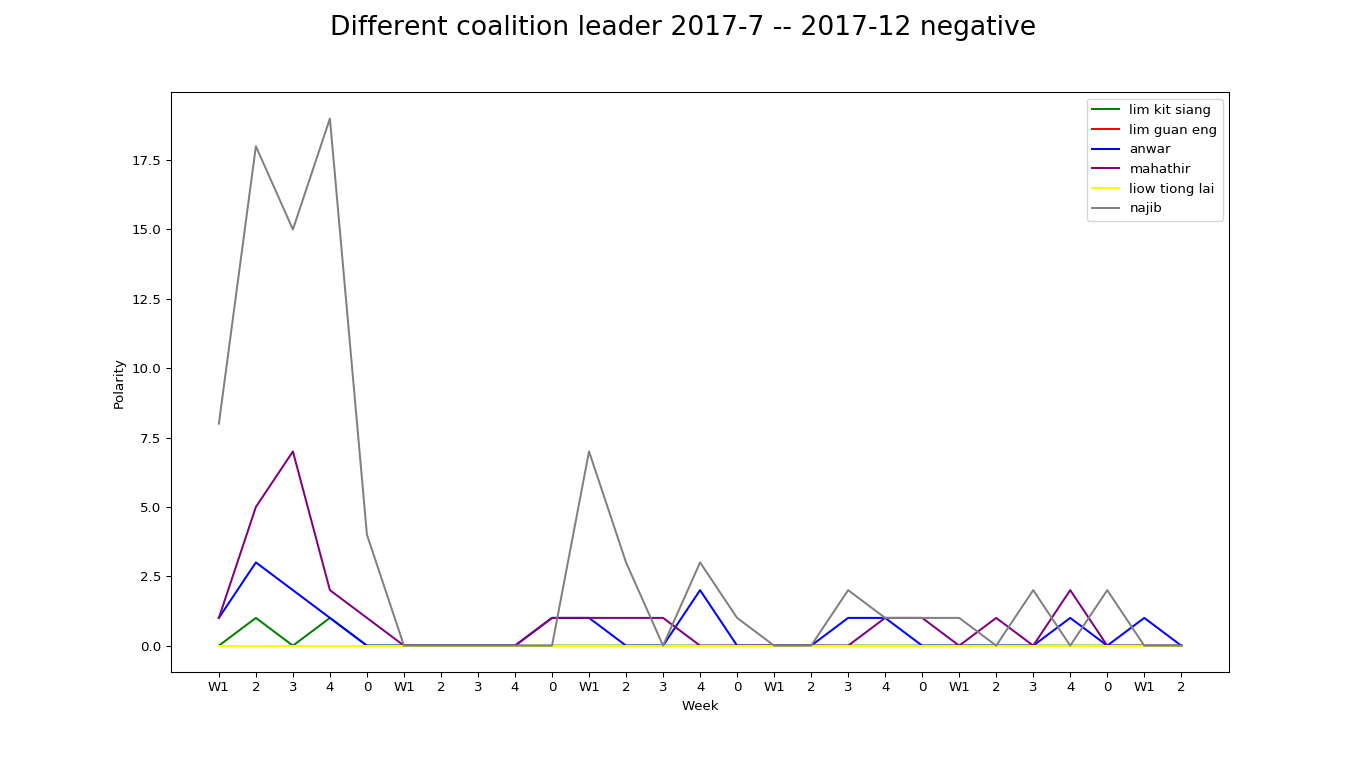 Different coalition leader 2017-7 -- 2017-12 negative
lim kit siang
lim guan eng
anwar
mahathir
liow tiong lai
najib
17.5
15.0
12.5
10.0
7.5
5.0
2.5
0.0
Polarity
W1 2 3 4 0 W1 2 3 4 0 W1 2 3 4 0 W1 2 3 4 0 W1 2 3 4 0 W1 2
Week